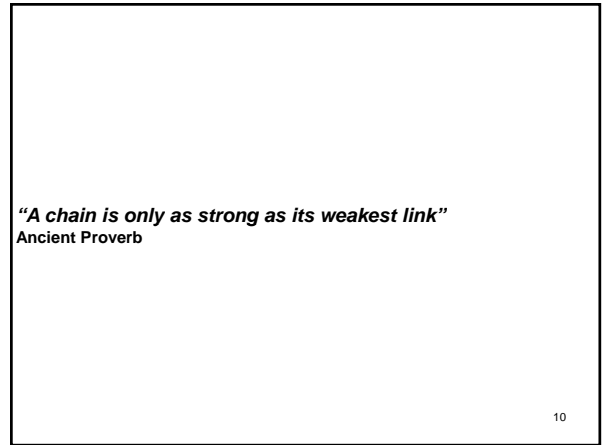 “A chain is only as strong as its weakest link”
Ancient Proverb
10